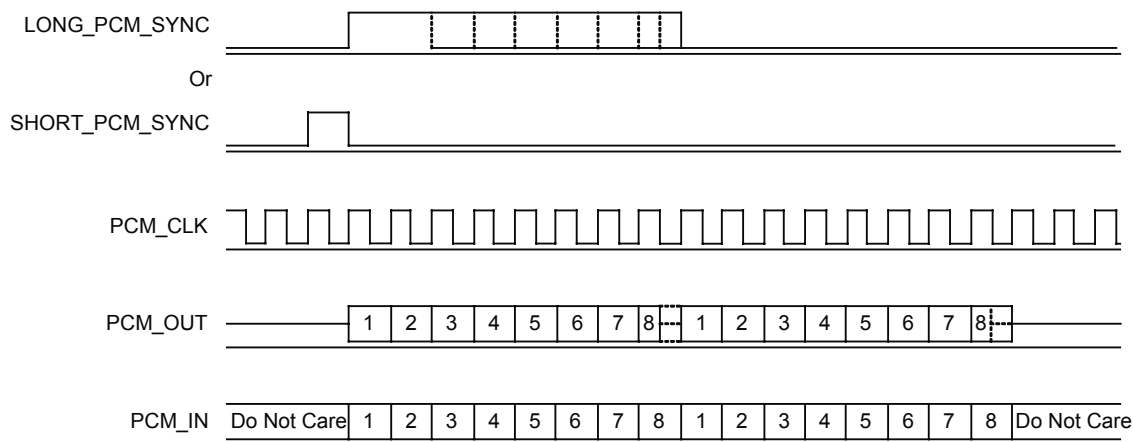 LONG_PCM_SYNC
Or
SHORT_PCM_SYNC
PCM_CLK
PCM_OUT 1 2 3 4 5 6 7 8 1 2 3 4 5 6 7 8
PCM_IN Do Not Care 1 2 3 4 5 6 7 8 1 2 3 4 5 6 7 8 Do Not Care